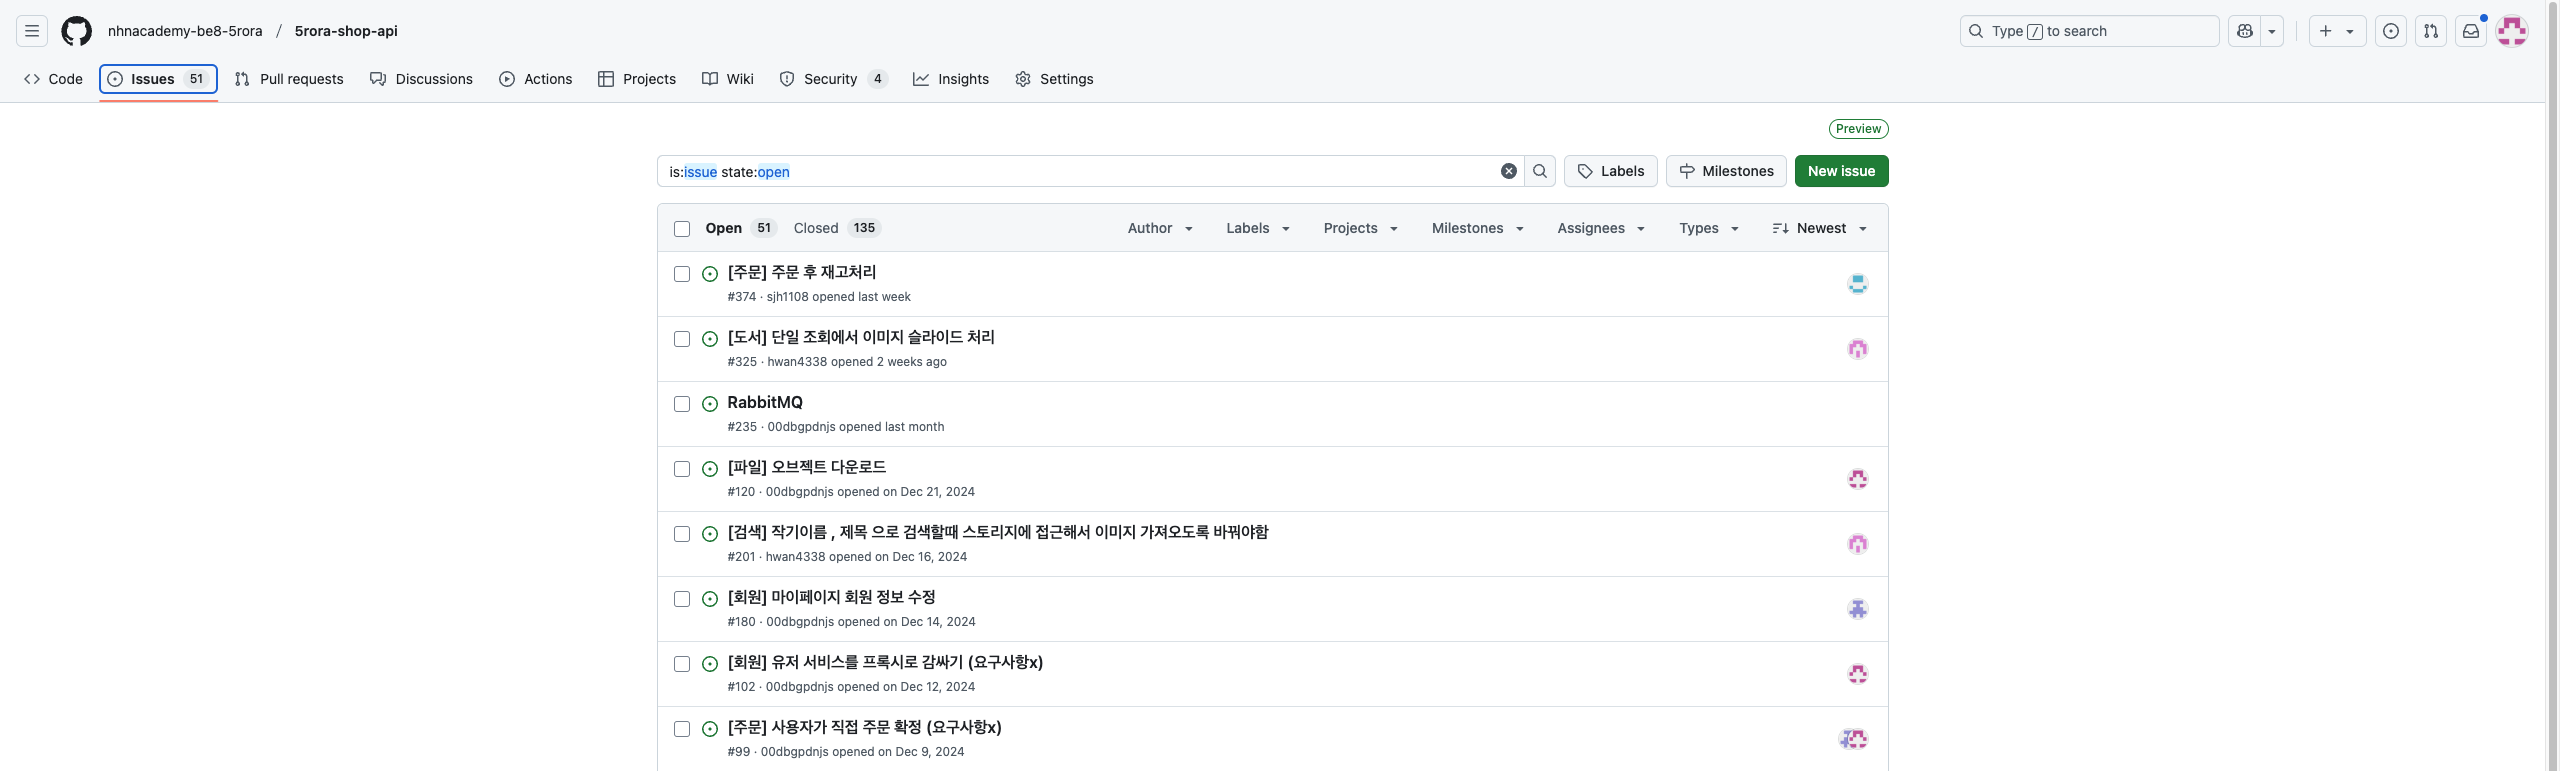 nhnacademy-be8-5rora / 5rora-shop-api
Type / to search
Code Issues 51 Pull requests Discussions Actions Projects Wiki Security 4 Insights Settings
Preview
is:issue state:open Labels Milestones New issue
Open 51 Closed 135 Author Labels Projects Milestones Assignees Types Newest
[주문] 주문 후 재고처리
#374 · sjh1108 opened last week
[도서] 단일 조회에서 이미지 슬라이드 처리
#325 · hwan4338 opened 2 weeks ago
RabbitMQ
#235 · 00dbgpdnjs opened last month
[파일] 오브젝트 다운로드
#120 · 00dbgpdnjs opened on Dec 21, 2024
[검색] 작기이름 , 제목 으로 검색할때 스토리지에 접근해서 이미지 가져오도록 바꿔야함
#201 · hwan4338 opened on Dec 16, 2024
[회원] 마이페이지 회원 정보 수정
#180 · 00dbgpdnjs opened on Dec 14, 2024
[회원] 유저 서비스를 프록시로 감싸기 (요구사항x)
#102 · 00dbgpdnjs opened on Dec 12, 2024
[주문] 사용자가 직접 주문 확정 (요구사항x)
#99 · 00dbgpdnjs opened on Dec 9, 2024